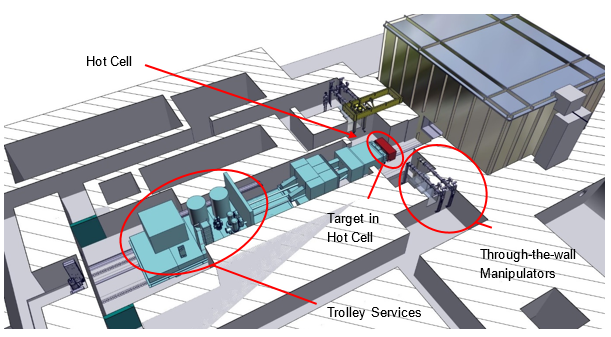 Hot Cell
Target in
Hot Cell
Through-the-wall
Manipulators
Trolley Services